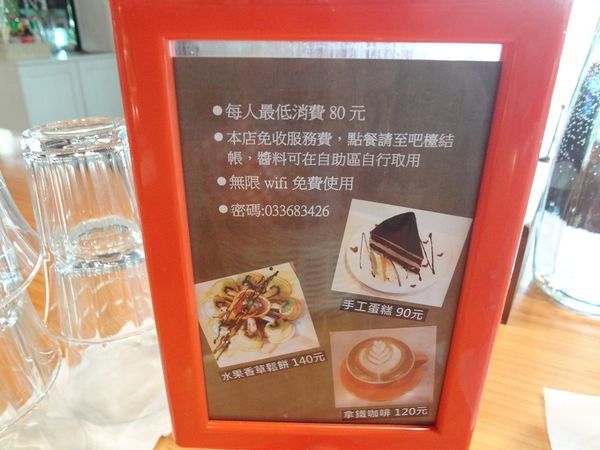 ●每人最低消費 80 元
●本店免收服務費，點餐請至吧檯結
帳，醬料可在自助區自行取用
●無限 wifi 免費使用
●密碼:033683426
手工蛋糕 90元
水果香草鬆餅 140元
拿鐵咖啡 120元